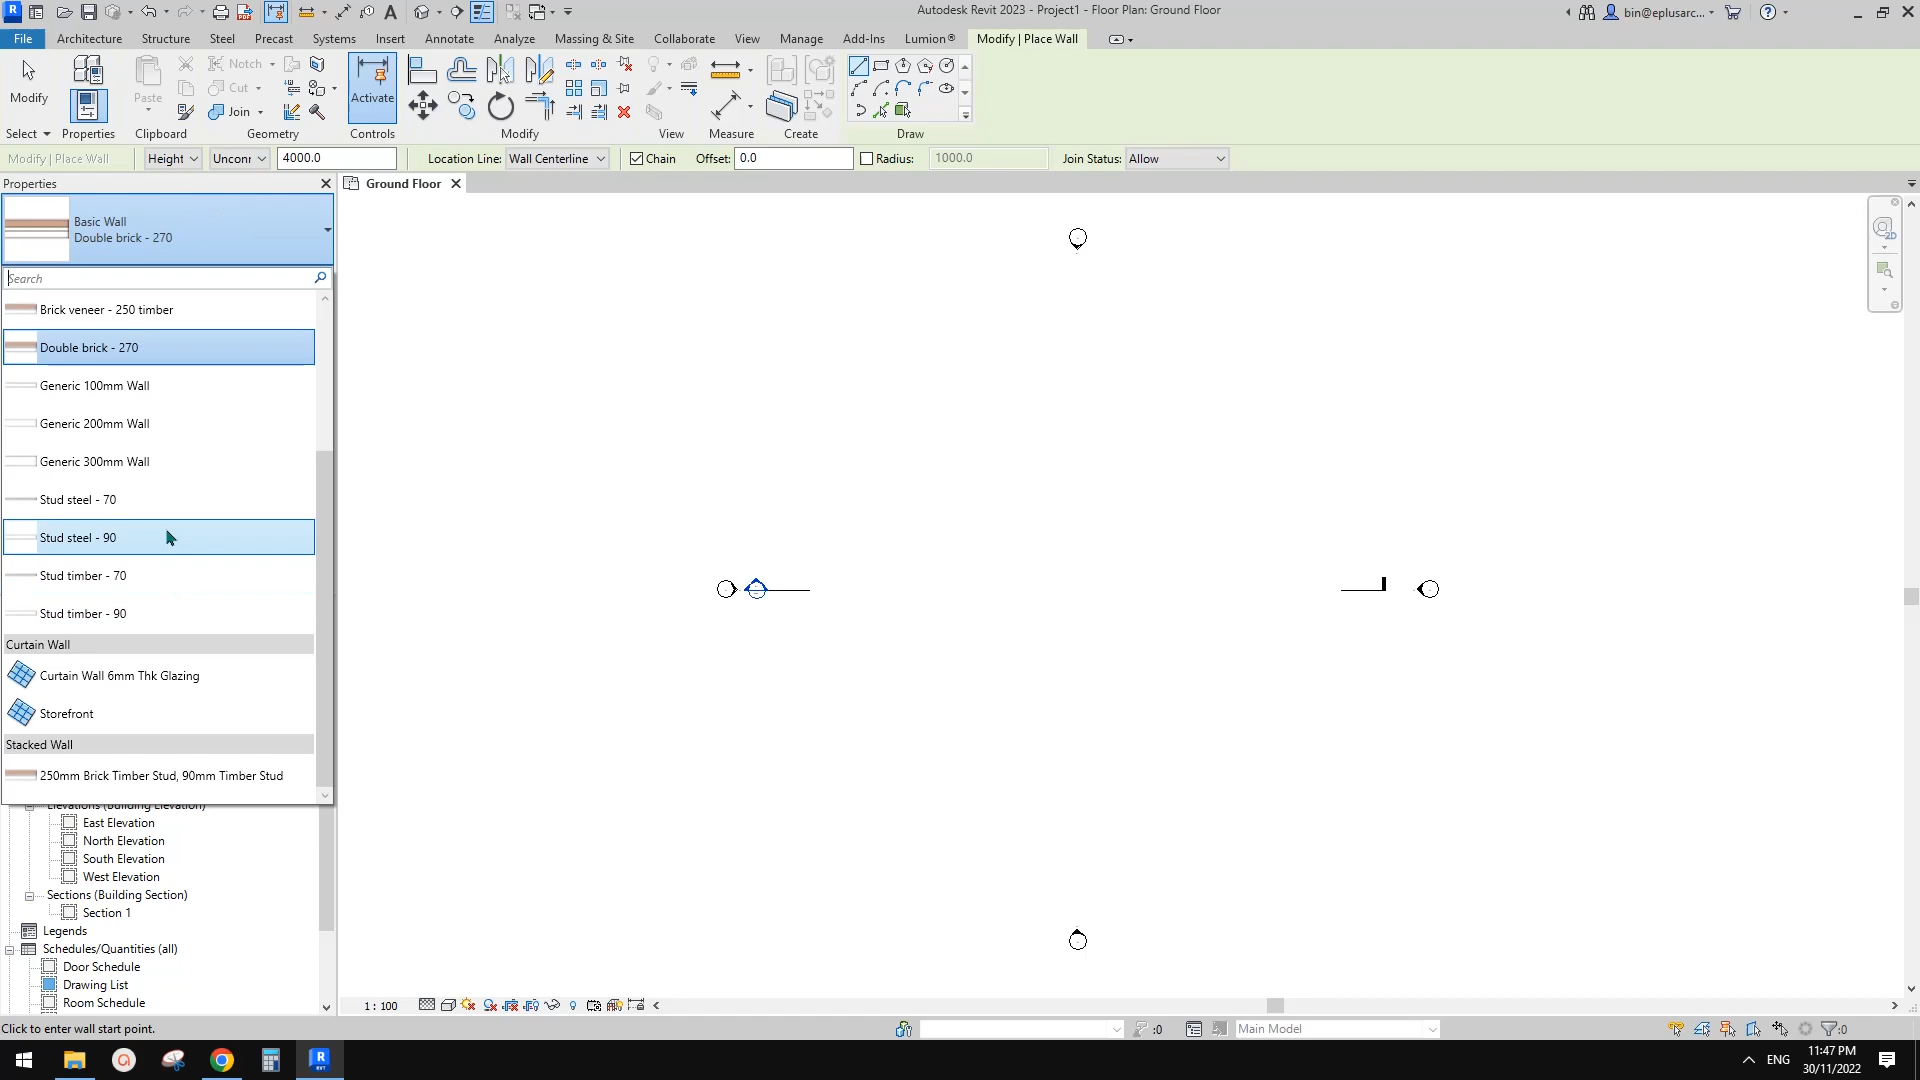 Autodesk Revit 2023 - Project1 - Floor Plan: Ground Floor
bin@eplusarc...
File Architecture Structure Steel Precast Systems Insert Annotate Analyze Massing & Site Collaborate View Manage Add-Ins Lumion® Modify | Place Wall
Modify
Paste
Notch
Cut
Join
Activate
Select Properties Clipboard Geometry Controls Modify View Measure Create Draw
Modify | Place Wall Height Unconr 4000.0 Location Line: Wall Centerline Chain Offset: 0.0 Radius: 1000.0 Join Status: Allow
Properties
Ground Floor
Basic Wall
Double brick - 270
Search
Brick veneer - 250 timber
Double brick - 270
Generic 100mm Wall
Generic 200mm Wall
Generic 300mm Wall
Stud steel - 70
Stud steel - 90
Stud timber - 70
Stud timber - 90
Curtain Wall
Curtain Wall 6mm Thk Glazing
Storefront
Stacked Wall
250mm Brick Timber Stud, 90mm Timber Stud
Elevations (Building Elevation)
East Elevation
North Elevation
South Elevation
West Elevation
Sections (Building Section)
Section 1
Legends
Schedules/Quantities (all)
Door Schedule
Drawing List
Room Schedule
1 : 100
Click to enter wall start point.
:0
Main Model
:0
ENG
11:47 PM
30/11/2022